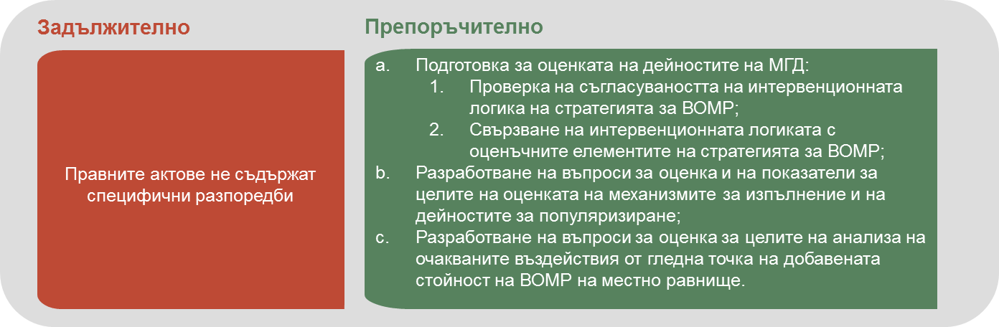 Задължително
Правните актове не съдържат
специфични разпоредби
Препоръчително
a. Подготовка за оценката на дейностите на МГД:
1. Проверка на съгласуваността на интервенционната
логика на стратегията за ВОМР;
2. Свързване на интервенционната логиката с
оценъчните елементите на стратегията за ВОМР;
b. Разработване на въпроси за оценка и на показатели за
целите на оценката на механизмите за изпълнение и на
дейностите за популяризиране;
c. Разработване на въпроси за оценка за целите на анализа на
очакваните въздействия от гледна точка на добавената
стойност на ВОМР на местно равнище.